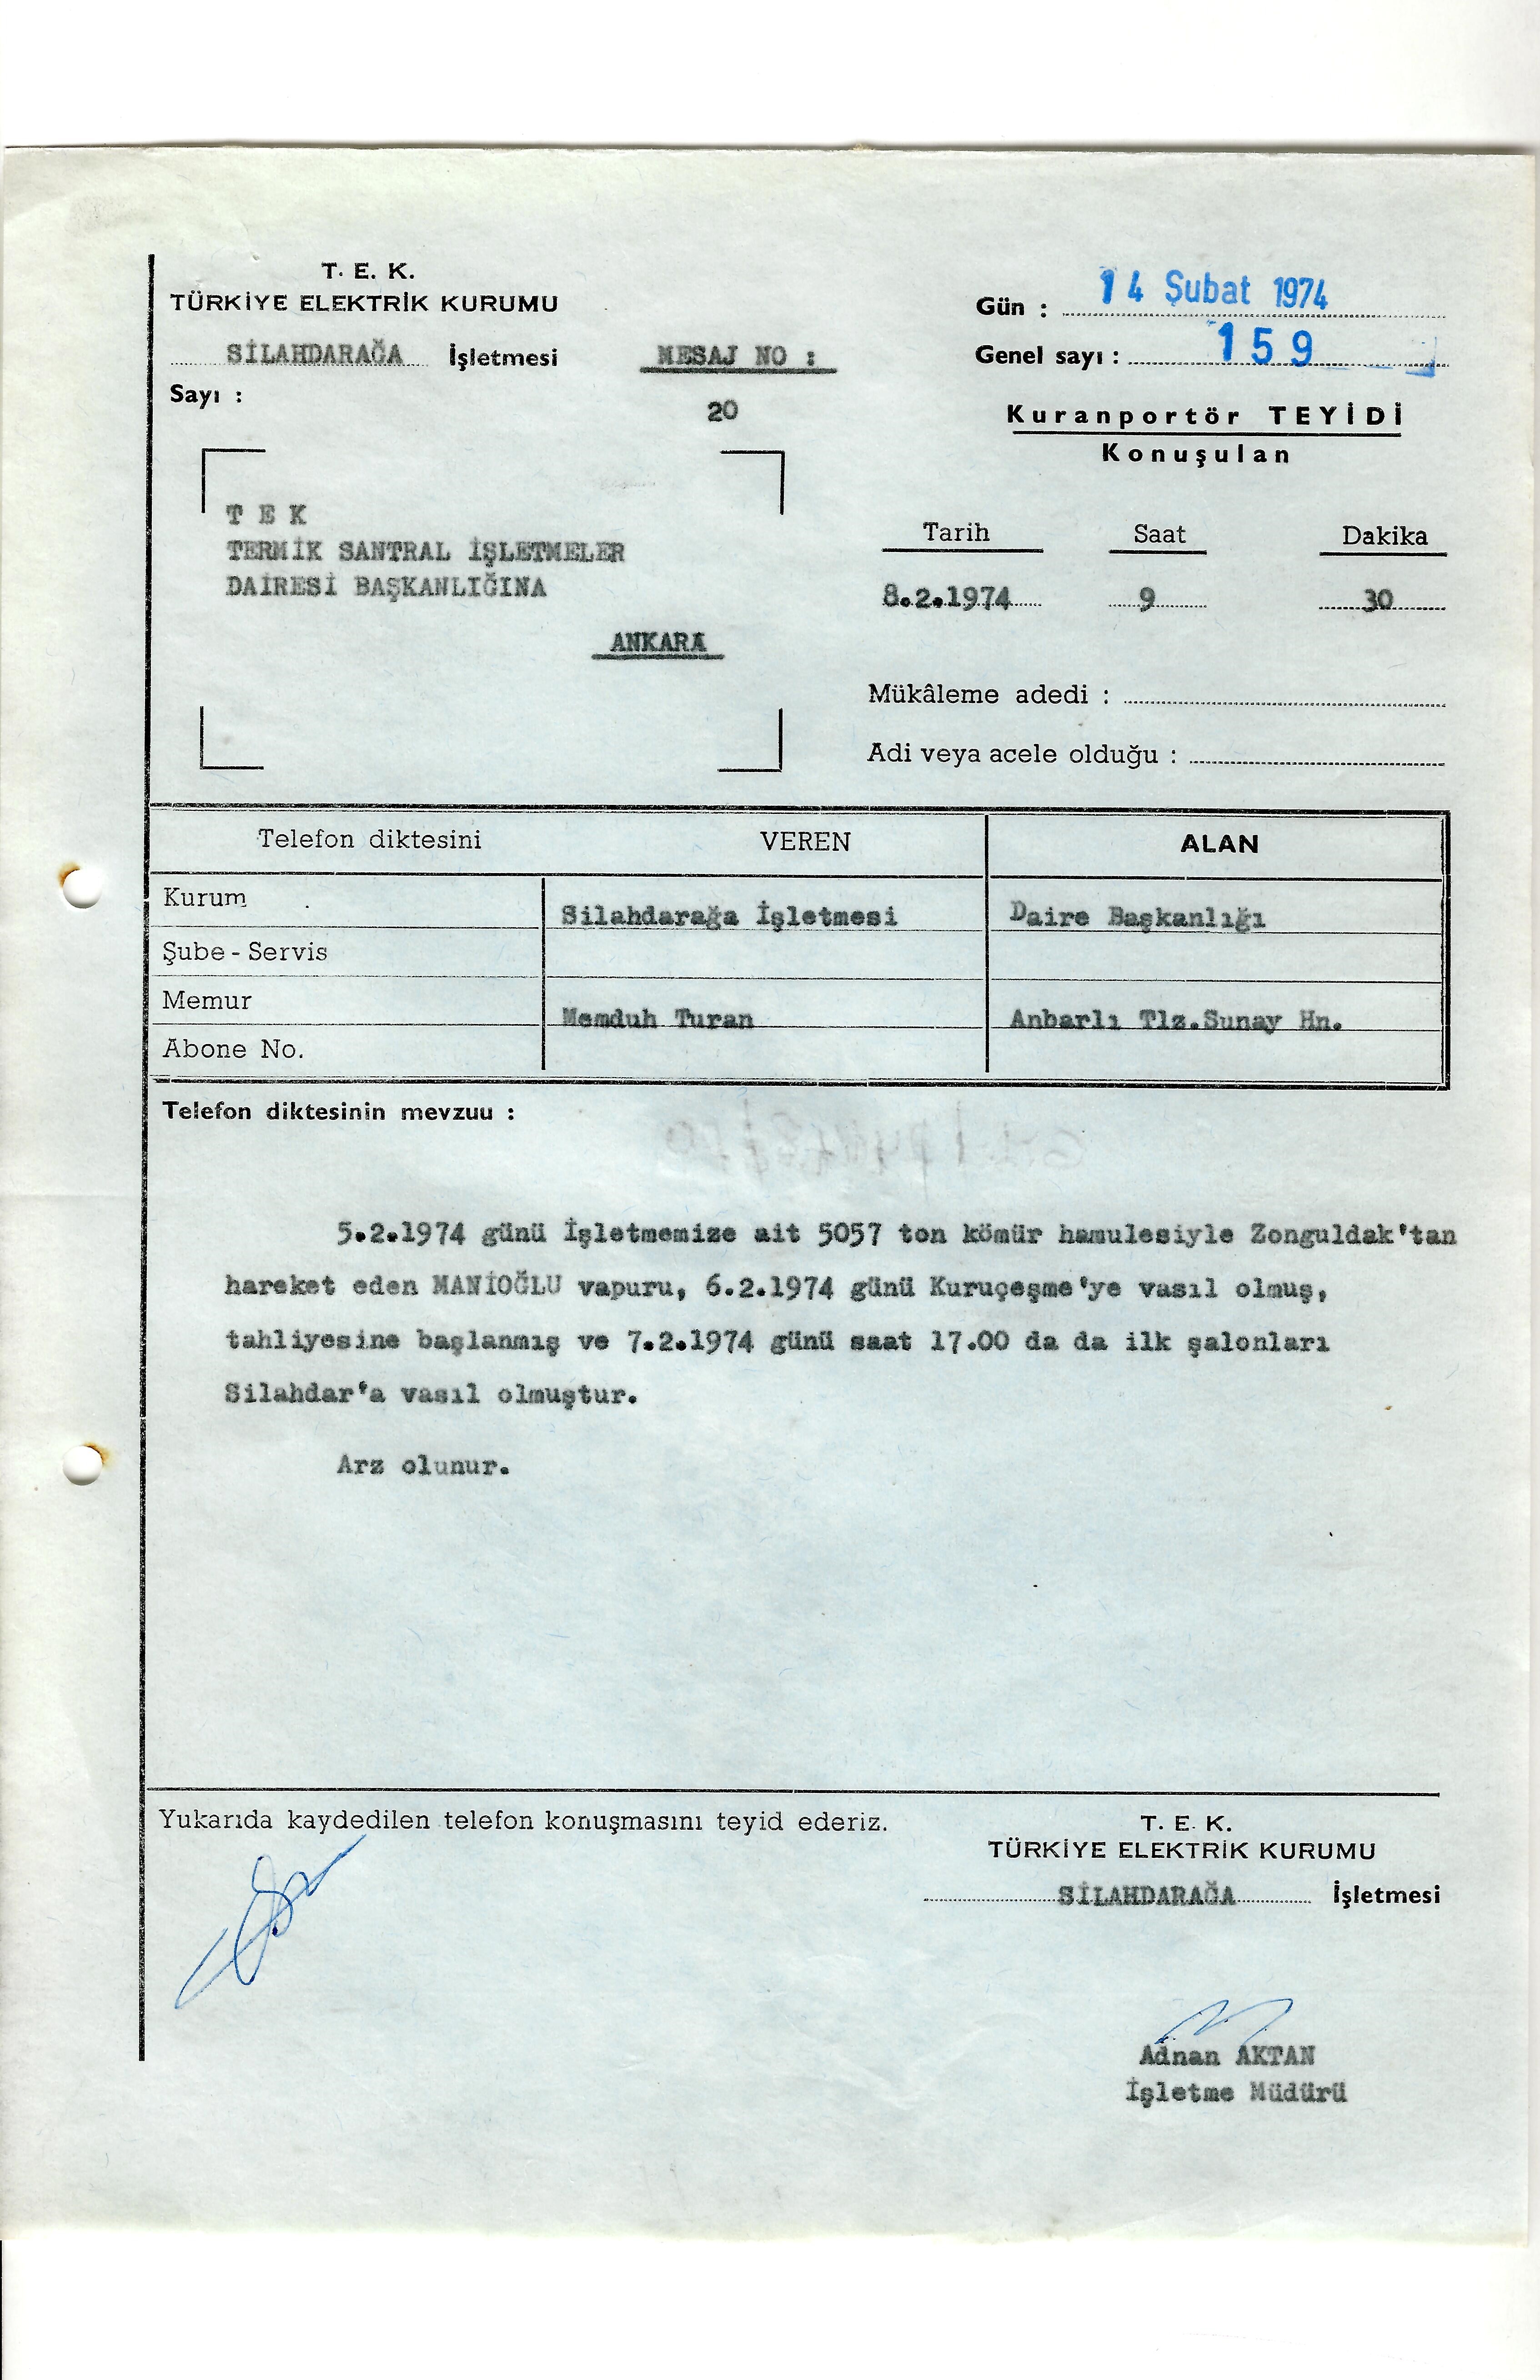 T. E. K.
TÜRKİYE ELEKTRİK KURUMU
SİLAHDARAĞA İşletmesi
Sayı :
MESAJ NO :
20
Gün : 14 Şubat 1974
Genel sayı : 159
Kuranportör TEYİDİ
Konuşulan
T E K
TERMİK SANTRAL İŞLETMELER
DAİRESİ BAŞKANLIĞINA
ANKARA
Tarih Saat Dakika
8.2.1974 9 30
Mükâleme adedi :
Adi veya acele olduğu :
Telefon diktesini VEREN ALAN
Kurum Silahdarağa İşletmesi Daire Başkanlığı
Şube - Servis
Memur Memduh Turan Anbarlı Tlz.Sunay Hn.
Abone No.
Telefon diktesinin mevzuu :
5.2.1974 günü İşletmemize ait 5057 ton kömür hamulesiyle Zonguldak'tan
hareket eden MANİOĞLU vapuru, 6.2.1974 günü Kuruçeşme'ye vasıl olmuş,
tahliyesine başlanmış ve 7.2.1974 günü saat 17.00 da da ilk şalonları
Silahdar'a vasıl olmuştur.
Arz olunur.
Yukarıda kaydedilen telefon konuşmasını teyid ederiz.
T. E. K.
TÜRKİYE ELEKTRİK KURUMU
SİLAHDARAĞA İşletmesi
Adnan AKTAN
İşletme Müdürü